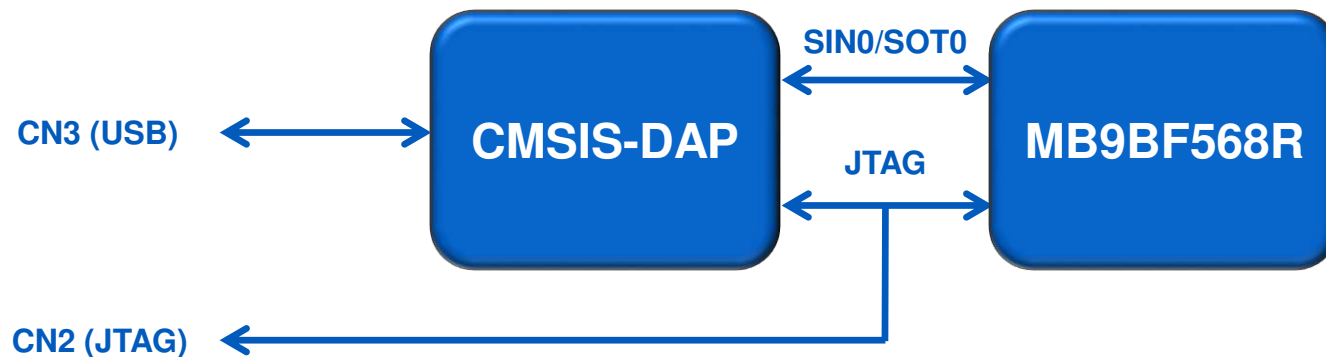 SIN0/SOT0
CN3 (USB)
CMSIS-DAP
MB9BF568R
JTAG
CN2 (JTAG)